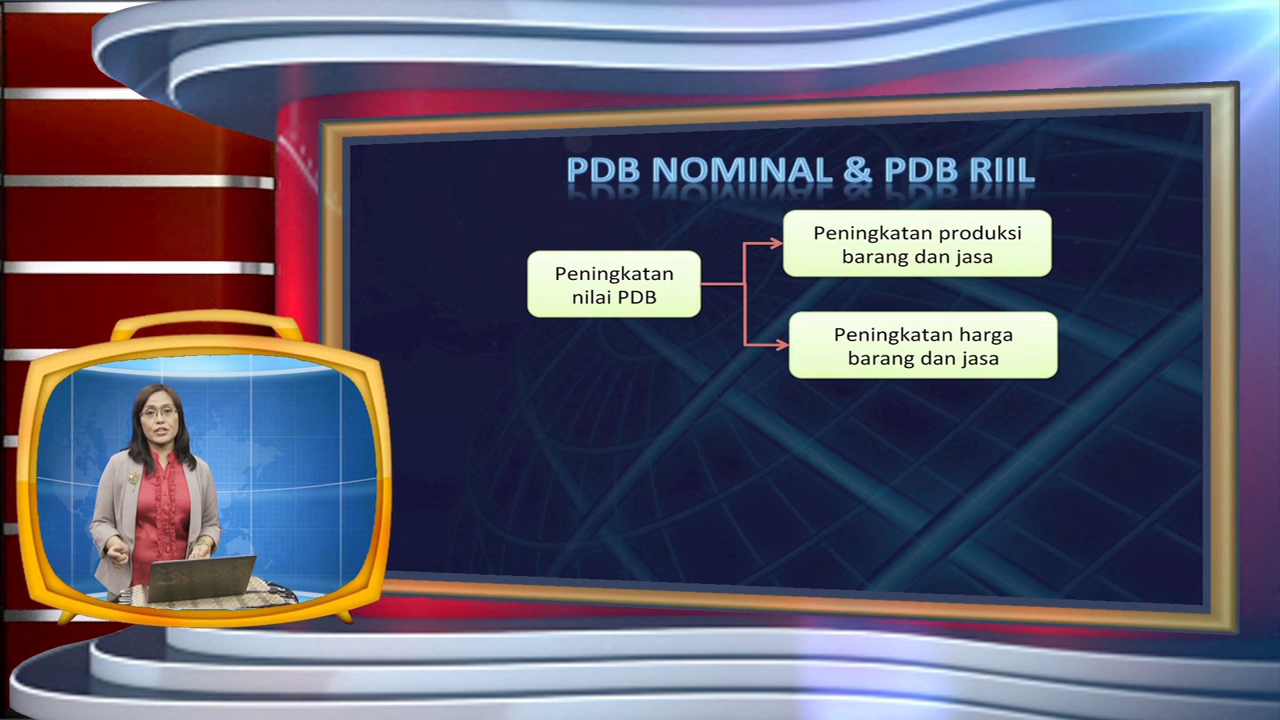 PDB NOMINAL & PDB RIIL
Peningkatan
nilai PDB
Peningkatan produksi
barang dan jasa
Peningkatan harga
barang dan jasa